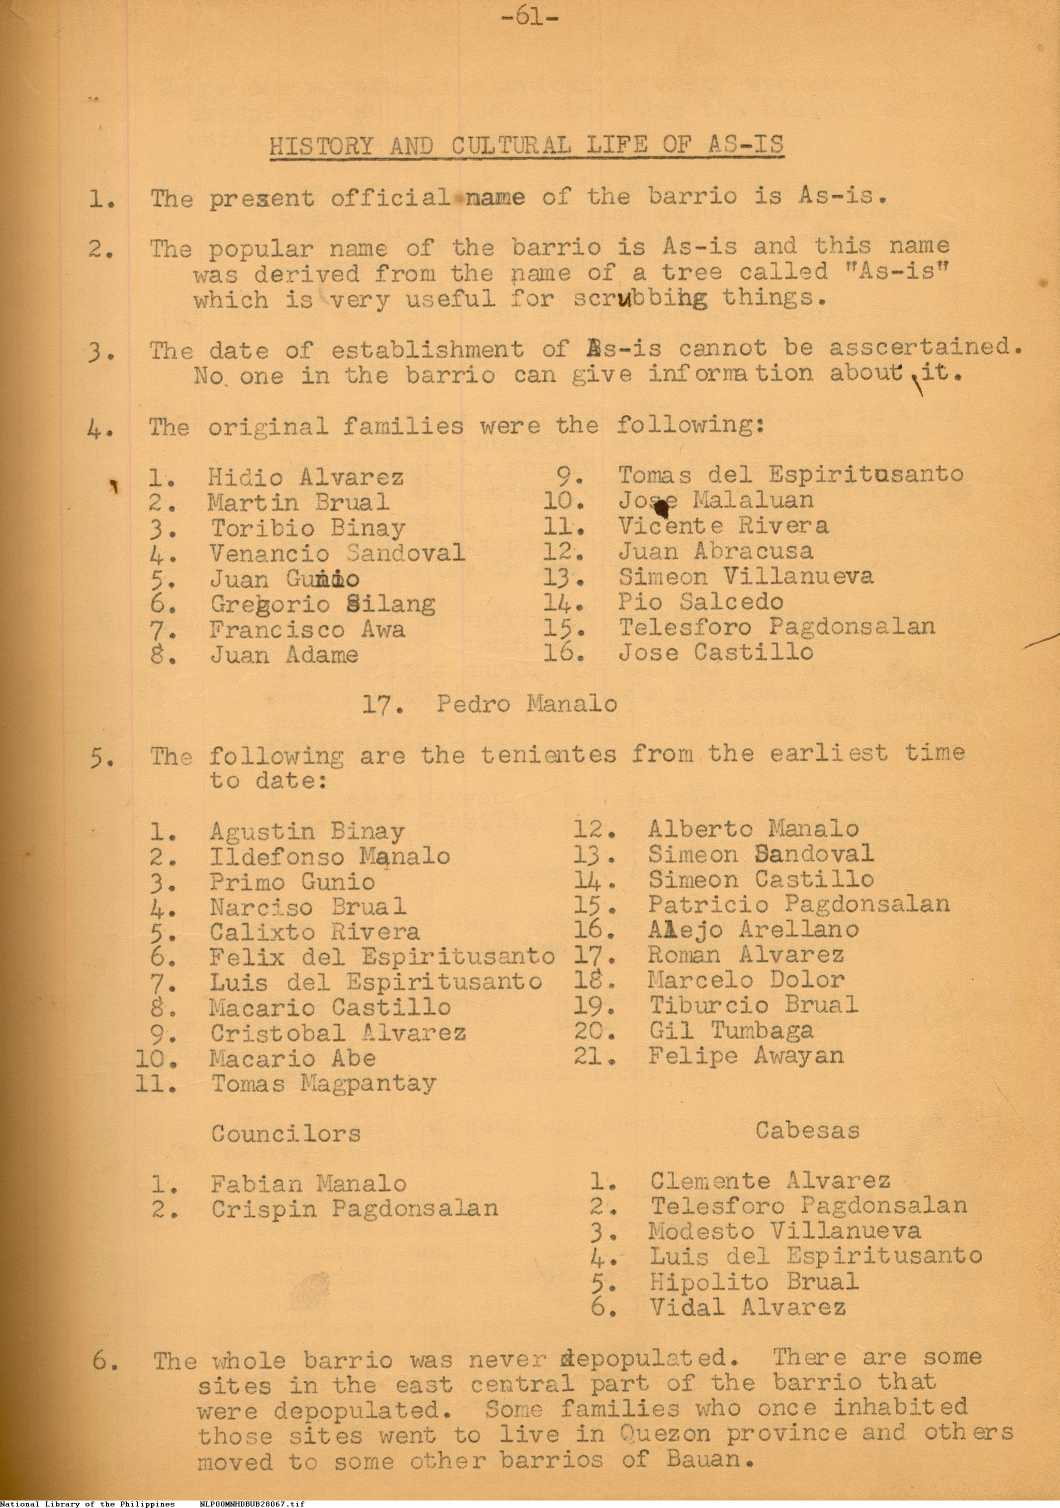 -61-
HISTORY AND CULTURAL LIFE OF AS-IS
1. The present official name of the barrio is As-is.
2. The popular name of the barrio is As-is and this name
was derived from the name of a tree called "As-is"
which is very useful for scrubbing things.
3. The date of establishment of As-is cannot be asscertained.
No one in the barrio can give information about it.
4. The original families were the following:
1. Hidio Alvarez
2. Martin Brual
3. Toribio Binay
4. Venancio Sandoval
5. Juan Gunio
6. Gregorio Silang
7. Francisco Awa
8. Juan Adame
9. Tomas del Espiritusanto
10. Jose Malaluan
11. Vicente Rivera
12. Juan Abracusa
13. Simeon Villanueva
14. Pio Salcedo
15. Telesforo Pagdonsalan
16. Jose Castillo
17. Pedro Manalo
5. The following are the tenientes from the earliest time
to date:
1. Agustin Binay
2. Ildefonso Manalo
3. Primo Gunio
4. Narciso Brual
5. Calixto Rivera
6. Felix del Espiritusanto
7. Luis del Espiritusanto
8. Macario Castillo
9. Cristobal Alvarez
10. Macario Abe
11. Tomas Magpantay
12. Alberto Manalo
13. Simeon Sandoval
14. Simeon Castillo
15. Patricio Pagdonsalan
16. Alejo Arellano
17. Roman Alvarez
18. Marcelo Dolor
19. Tiburcio Brual
20. Gil Tumbaga
21. Felipe Awayan
Councilors
1. Fabian Manalo
2. Crispin Pagdonsalan
Cabesas
1. Clemente Alvarez
2. Telesforo Pagdonsalan
3. Modesto Villanueva
4. Luis del Espiritusanto
5. Hipolito Brual
6. Vidal Alvarez
6. The whole barrio was never depopulated. There are some
sites in the east central part of the barrio that
were depopulated. Some families who once inhabited
those sites went to live in Quezon province and others
moved to some other barrios of Bauan.
National Library of the Philippines NLP00MNHDBUB28067.tif